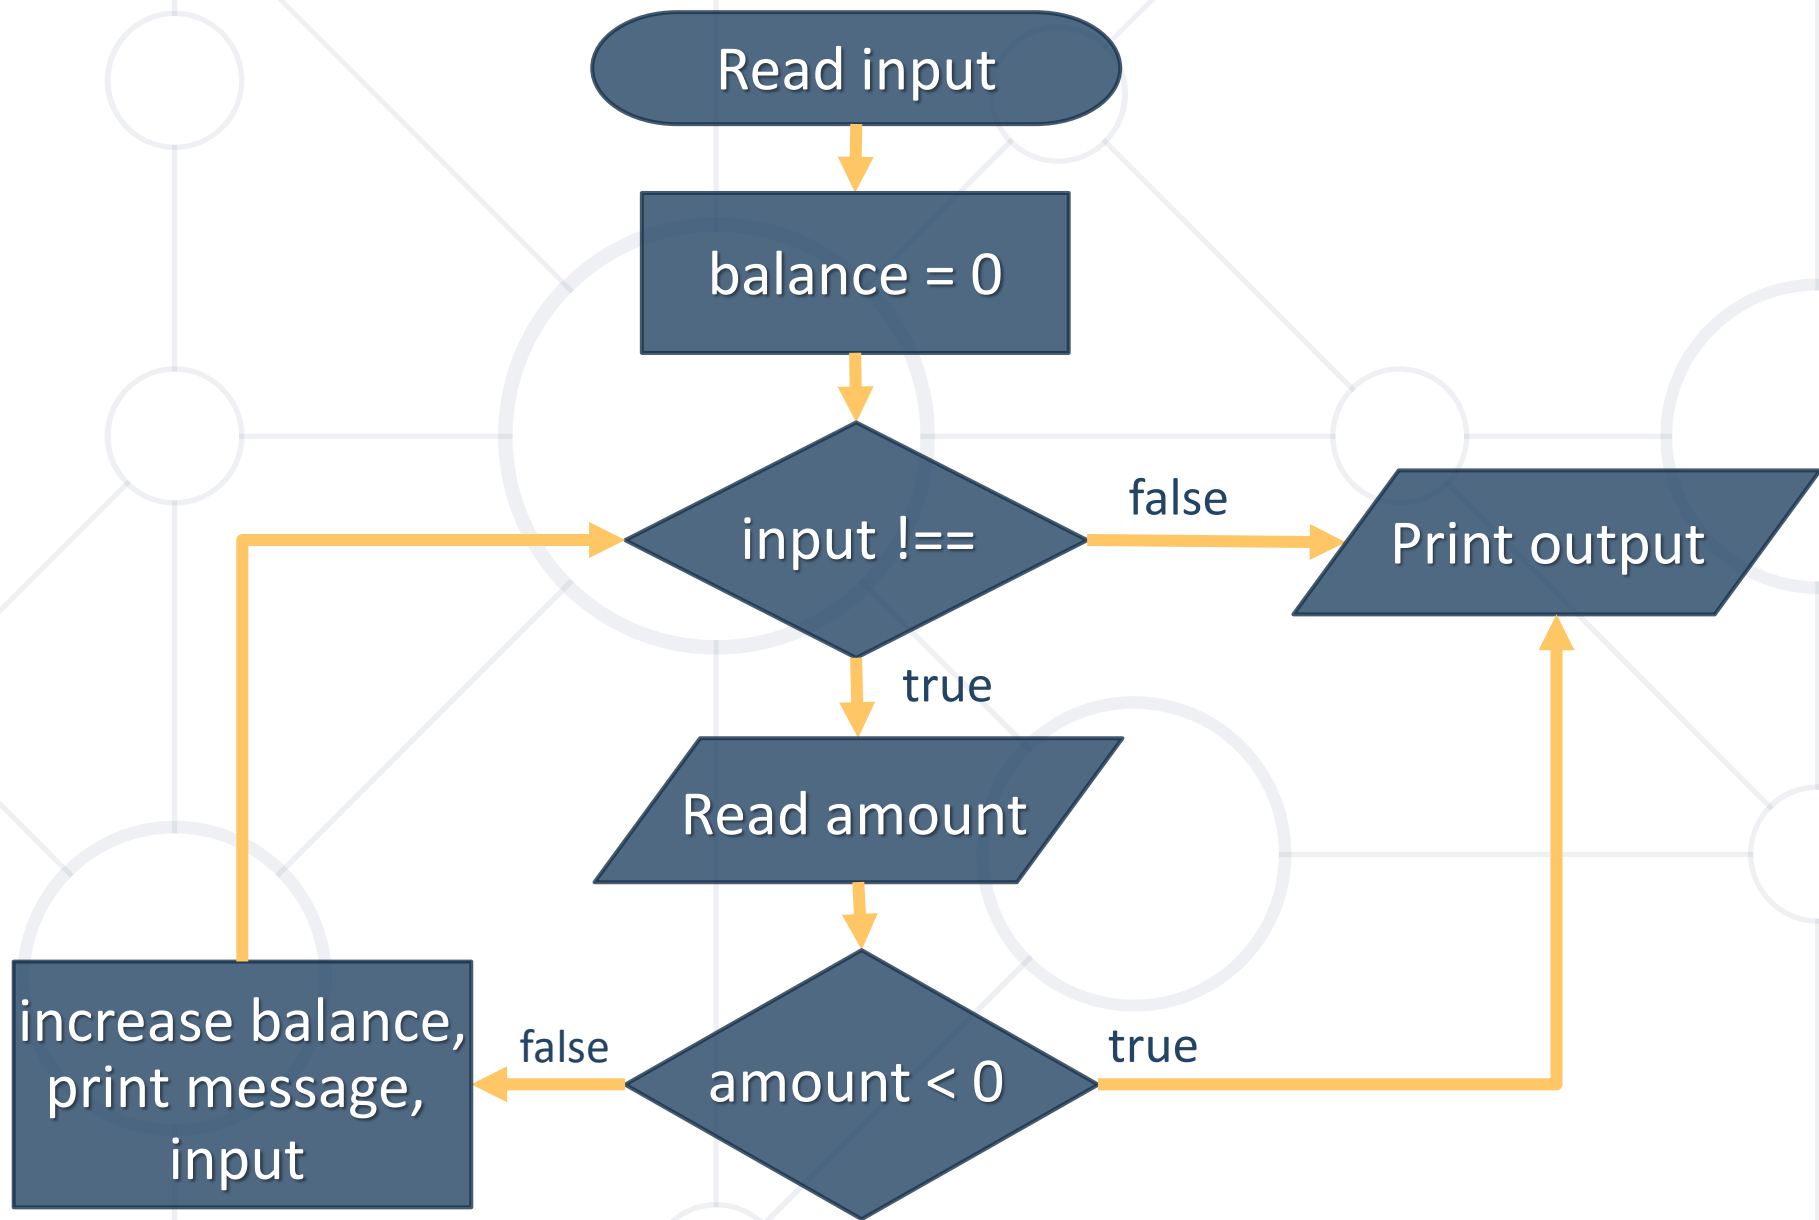 Read input
balance = 0
input !==
false
Print output
true
Read amount
amount < 0
false
true
increase balance,
print message,
input